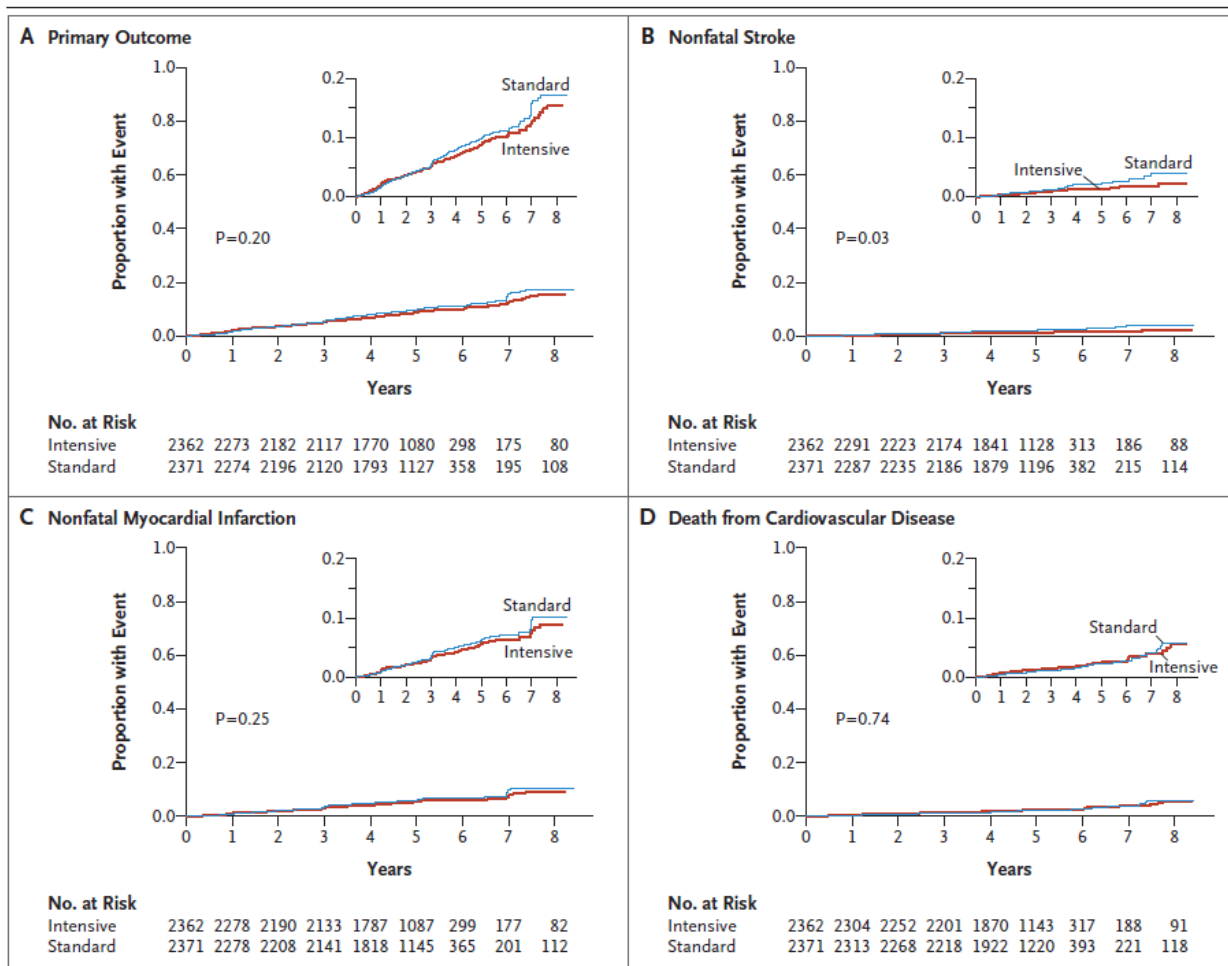 A Primary Outcome
Proportion with Event
1.0
0.8
0.6
0.4
0.2
0.0
0 1 2 3 4 5 6 7 8
Years
P=0.20
0.2
0.1
0.0
0 1 2 3 4 5 6 7 8
Standard
Intensive
No. at Risk
Intensive 2362 2273 2182 2117 1770 1080 298 175 80
Standard 2371 2274 2196 2120 1793 1127 358 195 108
B Nonfatal Stroke
Proportion with Event
1.0
0.8
0.6
0.4
0.2
0.0
0 1 2 3 4 5 6 7 8
Years
P=0.03
0.2
0.1
0.0
0 1 2 3 4 5 6 7 8
Intensive
Standard
No. at Risk
Intensive 2362 2291 2223 2174 1841 1128 313 186 88
Standard 2371 2287 2235 2186 1879 1196 382 215 114
C Nonfatal Myocardial Infarction
Proportion with Event
1.0
0.8
0.6
0.4
0.2
0.0
0 1 2 3 4 5 6 7 8
Years
P=0.25
0.2
0.1
0.0
0 1 2 3 4 5 6 7 8
Standard
Intensive
No. at Risk
Intensive 2362 2278 2190 2133 1787 1087 299 177 82
Standard 2371 2278 2208 2141 1818 1145 365 201 112
D Death from Cardiovascular Disease
Proportion with Event
1.0
0.8
0.6
0.4
0.2
0.0
0 1 2 3 4 5 6 7 8
Years
P=0.74
0.2
0.1
0.0
0 1 2 3 4 5 6 7 8
Standard
Intensive
No. at Risk
Intensive 2362 2304 2252 2201 1870 1143 317 188 91
Standard 2371 2313 2268 2218 1922 1220 393 221 118